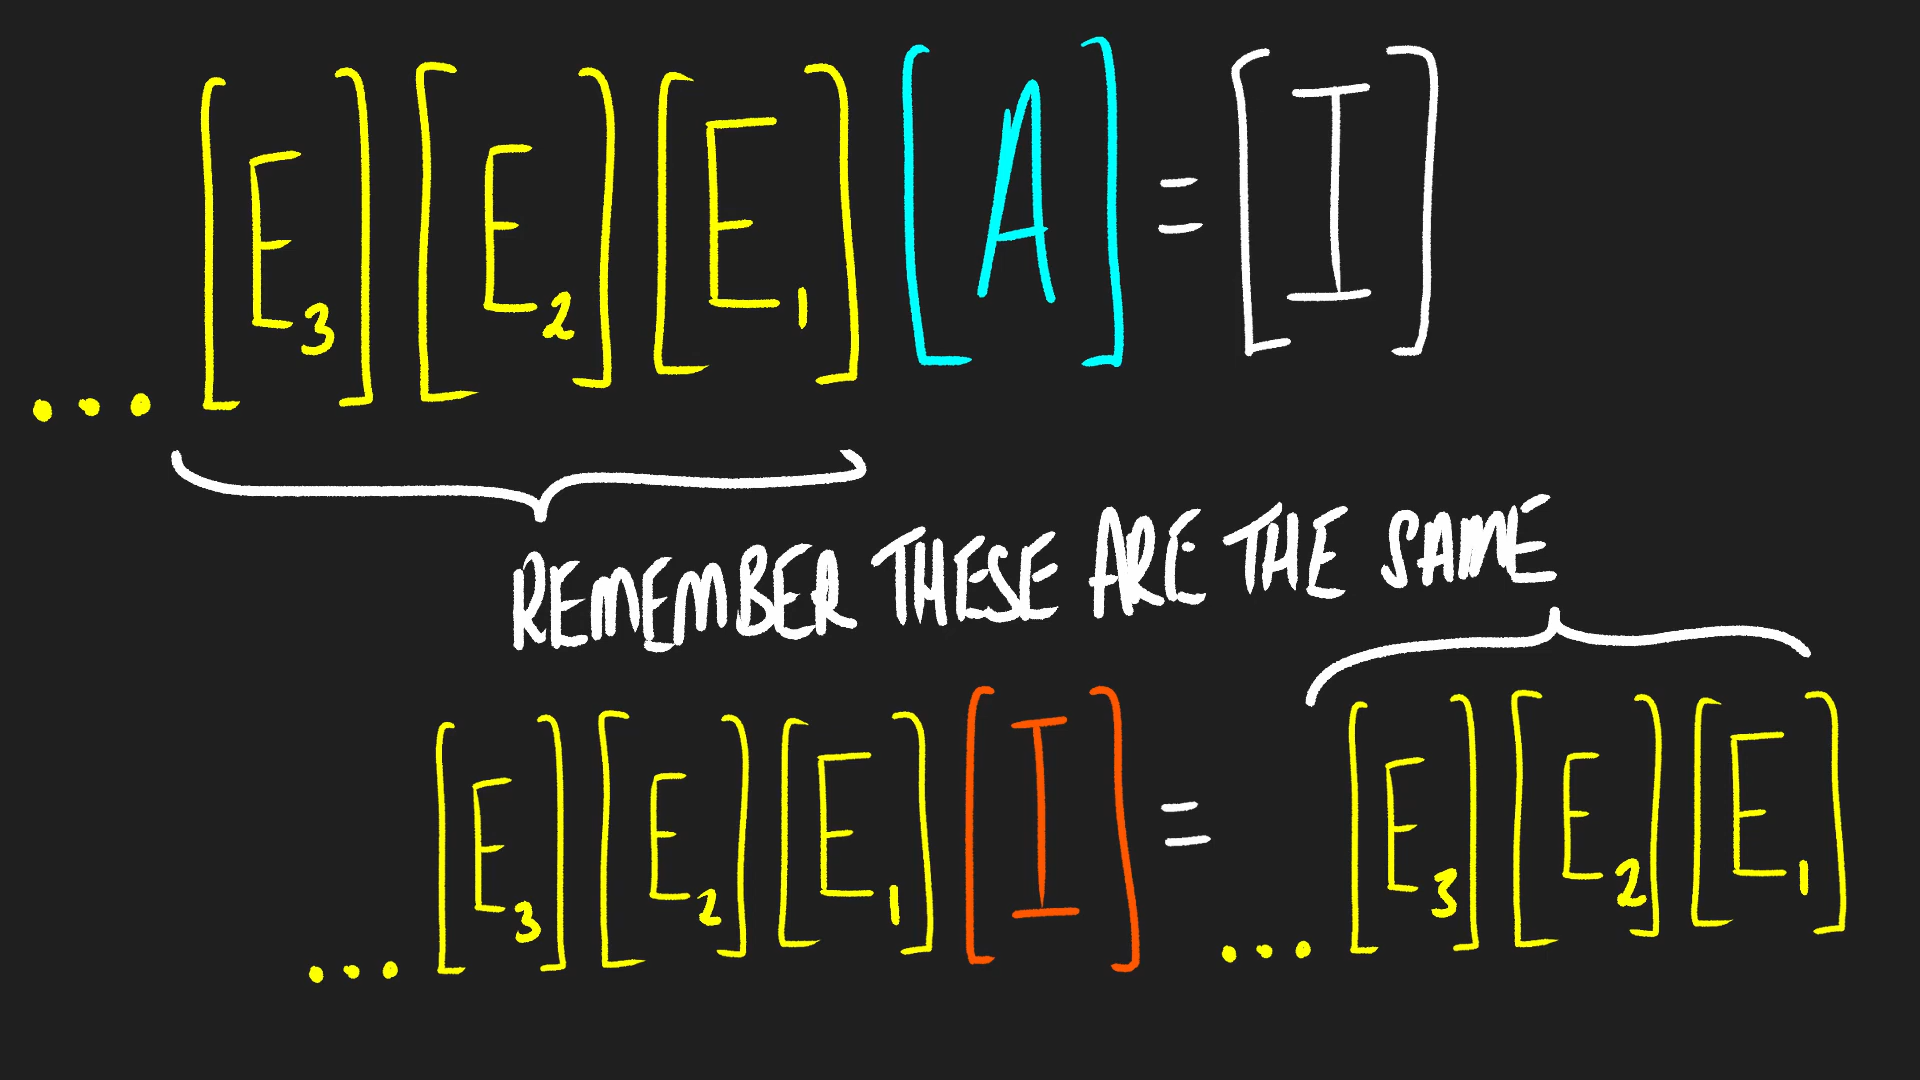 ... [E₃] [E₂] [E₁] [A] = [I]
REMEMBER THESE ARE THE SAME
... [E₃] [E₂] [E₁] [I] = ... [E₃] [E₂] [E₁]